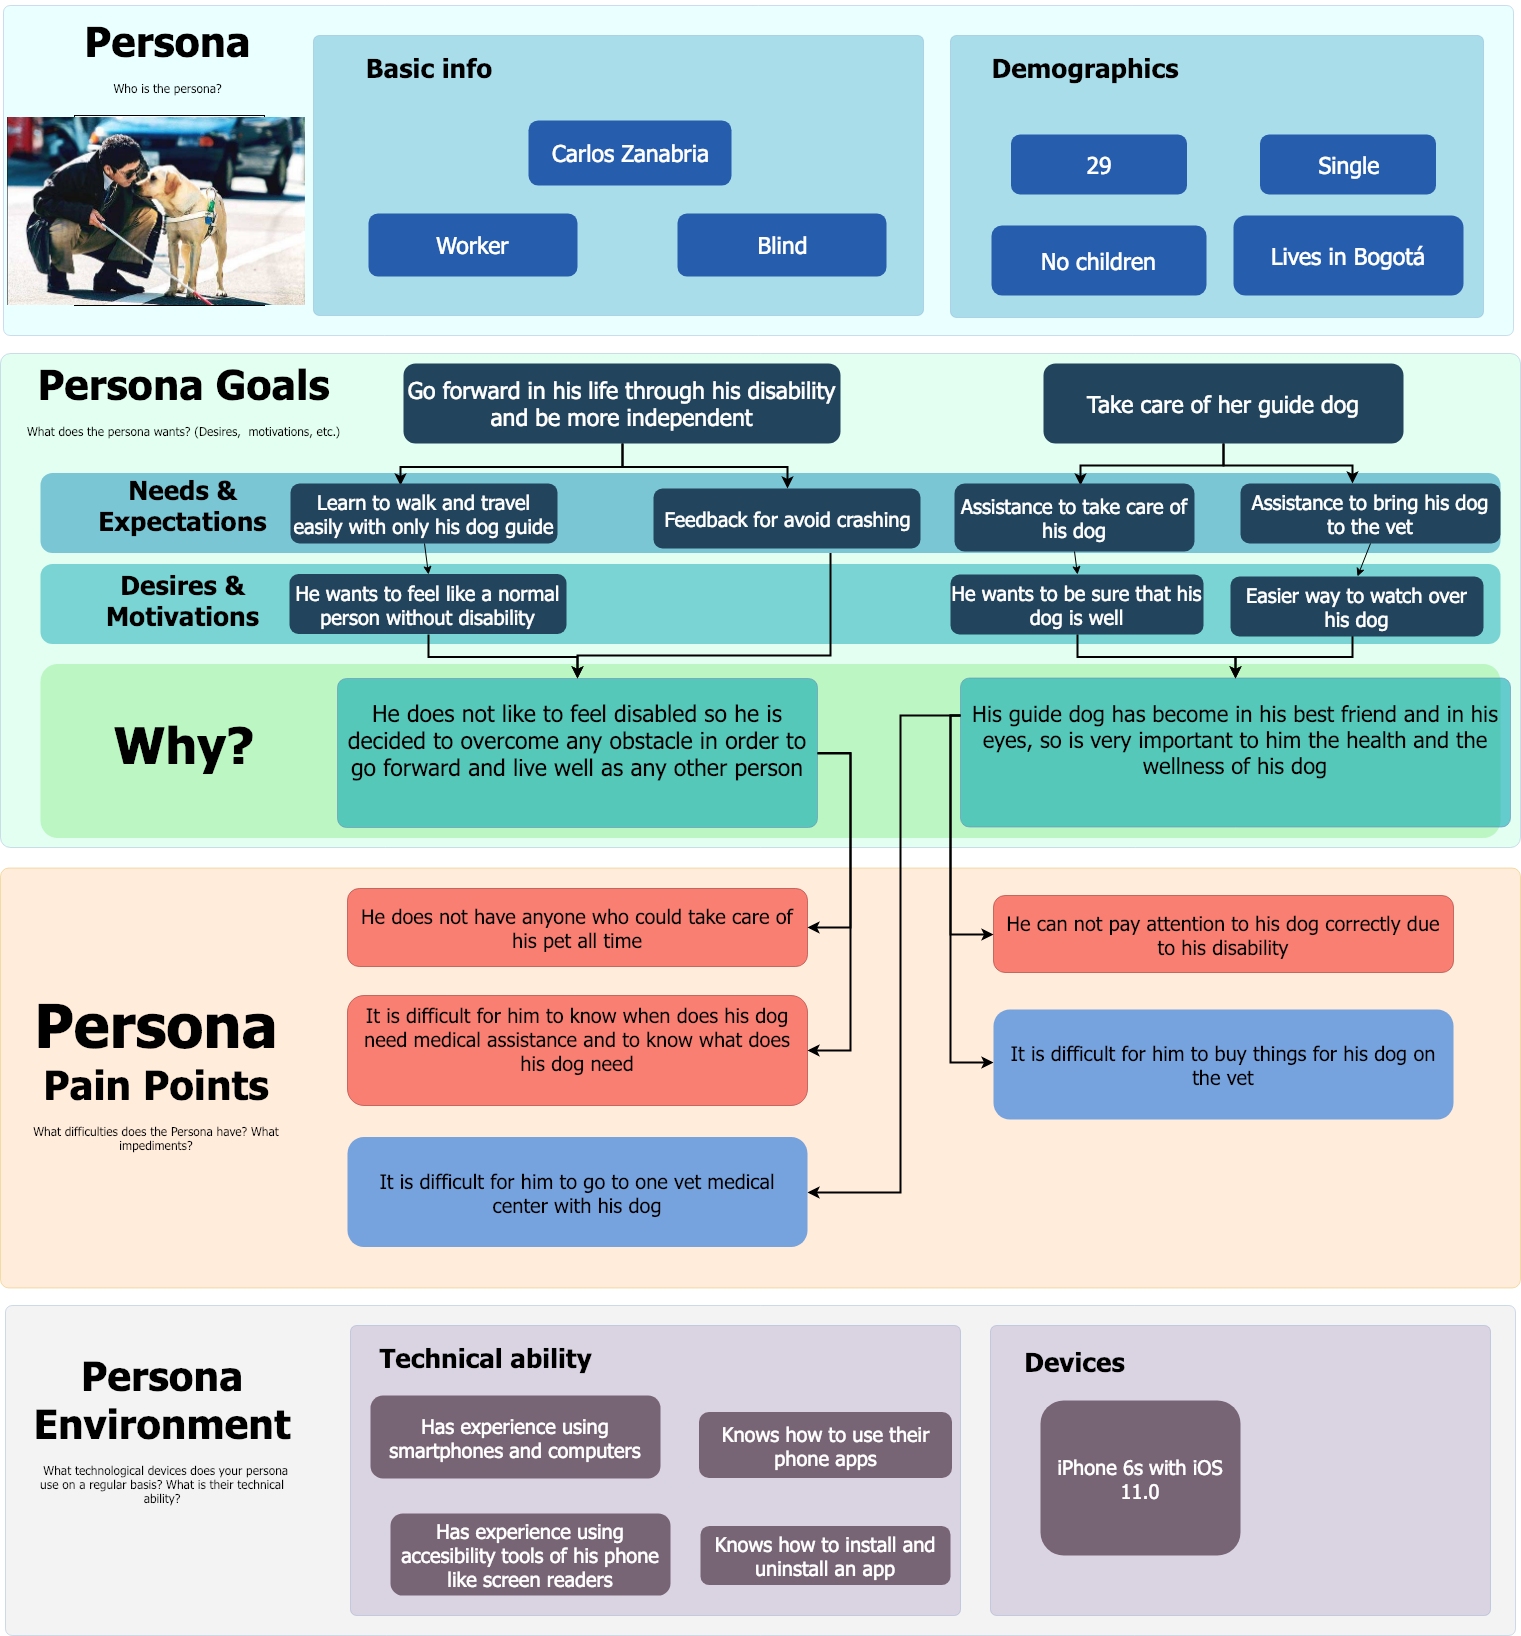 Persona
Who is the persona?
Basic info
Carlos Zanabria
Worker
Blind
Demographics
29
Single
No children
Lives in Bogotá
Persona Goals
What does the persona wants? (Desires,  motivations, etc.)
Go forward in his life through his disability
and be more independent
Take care of her guide dog
Needs &
Expectations
Learn to walk and travel
easily with only his dog guide
Feedback for avoid crashing
Assistance to take care of
his dog
Assistance to bring his dog
to the vet
Desires &
Motivations
He wants to feel like a normal
person without disability
He wants to be sure that his
dog is well
Easier way to watch over
his dog
Why?
He does not like to feel disabled so he is
decided to overcome any obstacle in order to
go forward and live well as any other person
His guide dog has become in his best friend and in his
eyes, so is very important to him the health and the
wellness of his dog
Persona
Pain Points
What difficulties does the Persona have? What
impediments?
He does not have anyone who could take care of
his pet all time
He can not pay attention to his dog correctly due
to his disability
It is difficult for him to know when does his dog
need medical assistance and to know what does
his dog need
It is difficult for him to buy things for his dog on
the vet
It is difficult for him to go to one vet medical
center with his dog
Persona
Environment
What technological devices does your persona
use on a regular basis? What is their technical
ability?
Technical ability
Has experience using
smartphones and computers
Knows how to use their
phone apps
Has experience using
accesibility tools of his phone
like screen readers
Knows how to install and
uninstall an app
Devices
iPhone 6s with iOS
11.0